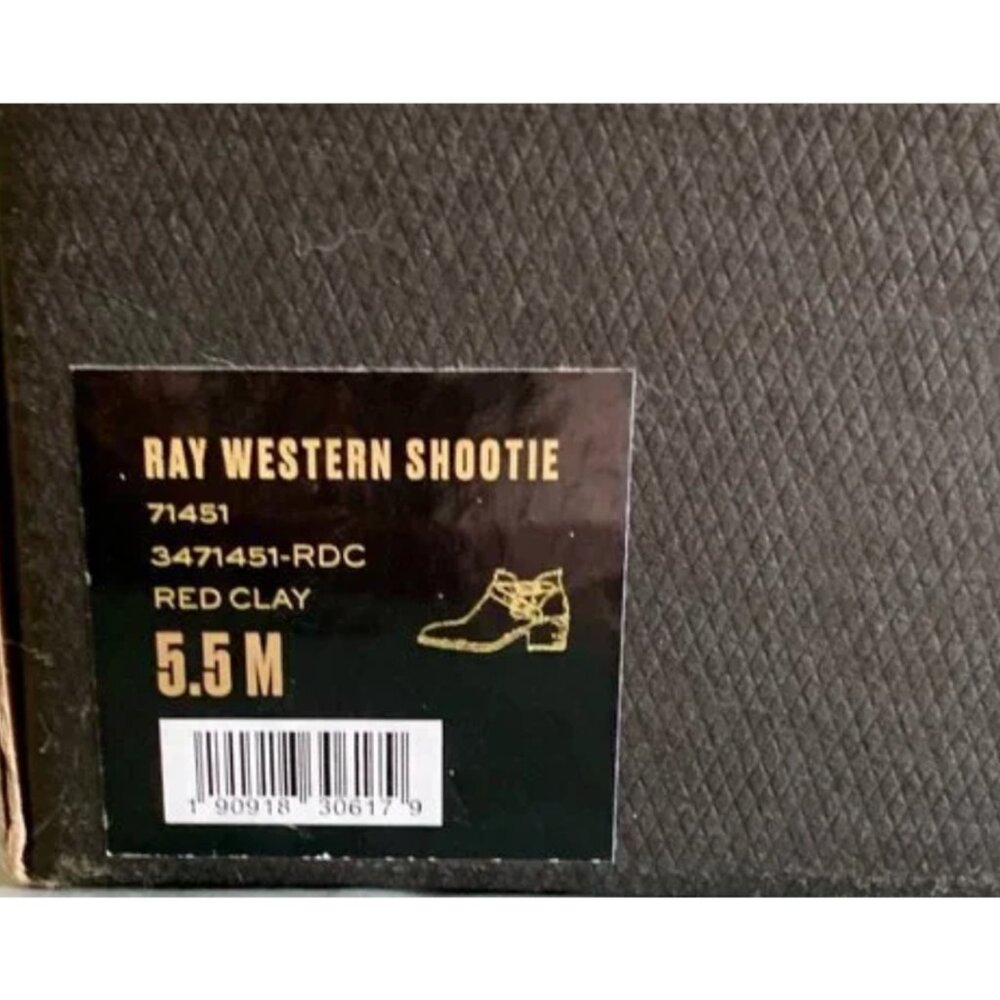 RAY WESTERN SHOOTIE
71451
3471451-RDC
RED CLAY
5.5 M
1 90918 30617 9